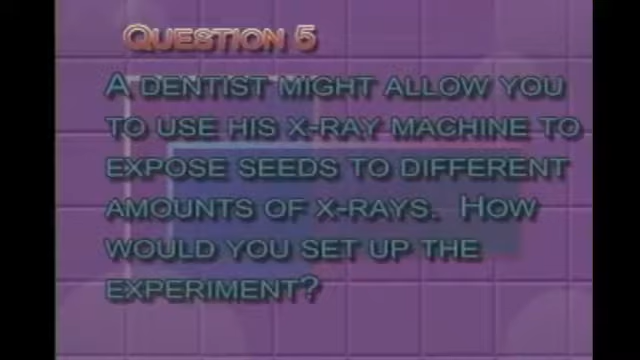 QUESTION 5
A DENTIST MIGHT ALLOW YOU
TO USE HIS X-RAY MACHINE TO
EXPOSE SEEDS TO DIFFERENT
AMOUNTS OF X-RAYS. HOW
WOULD YOU SET UP THE
EXPERIMENT?